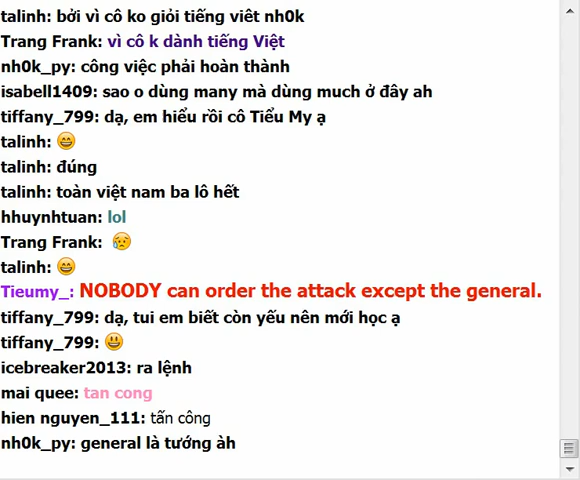 talinh: bởi vì cô ko giỏi tiếng viêt nh0k
Trang Frank: vì cô k dành tiếng Việt
nh0k_py: công việc phải hoàn thành
isabell1409: sao o dùng many mà dùng much ở đây ah
tiffany_799: dạ, em hiểu rồi cô Tiểu My ạ
talinh: 😄
talinh: đúng
talinh: toàn việt nam ba lô hết
hhuynhtuan: lol
Trang Frank: 😥
talinh: 😄
Tieumy_: NOBODY can order the attack except the general.
tiffany_799: dạ, tui em biết còn yếu nên mới học ạ
tiffany_799: 😃
icebreaker2013: ra lệnh
mai quee: tan cong
hien nguyen_111: tấn công
nh0k_py: general là tướng àh